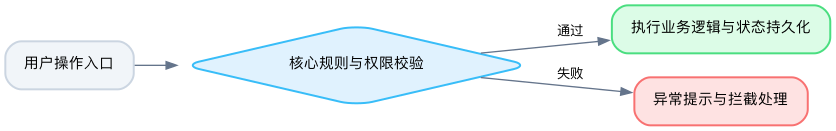 用户操作入口
核心规则与权限校验
通过
执行业务逻辑与状态持久化
失败
异常提示与拦截处理